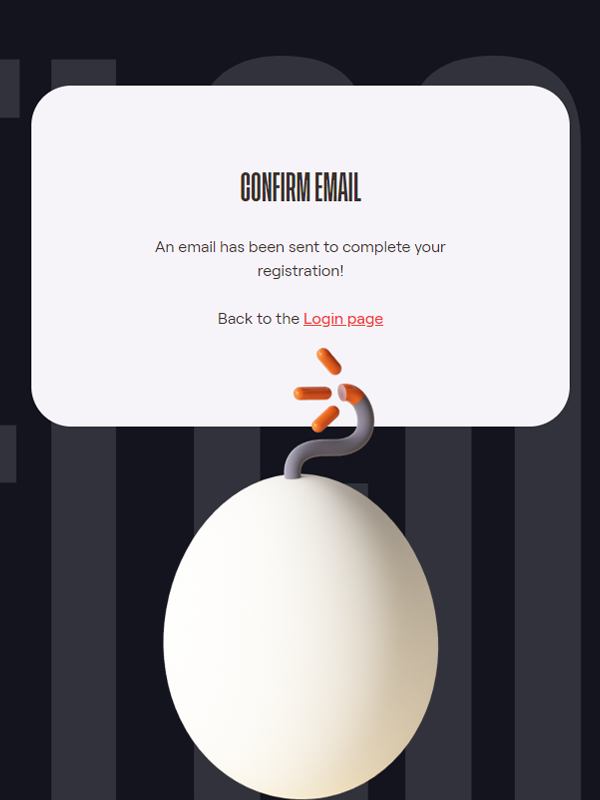 CONFIRM EMAIL
An email has been sent to complete your
registration!
Back to the Login page